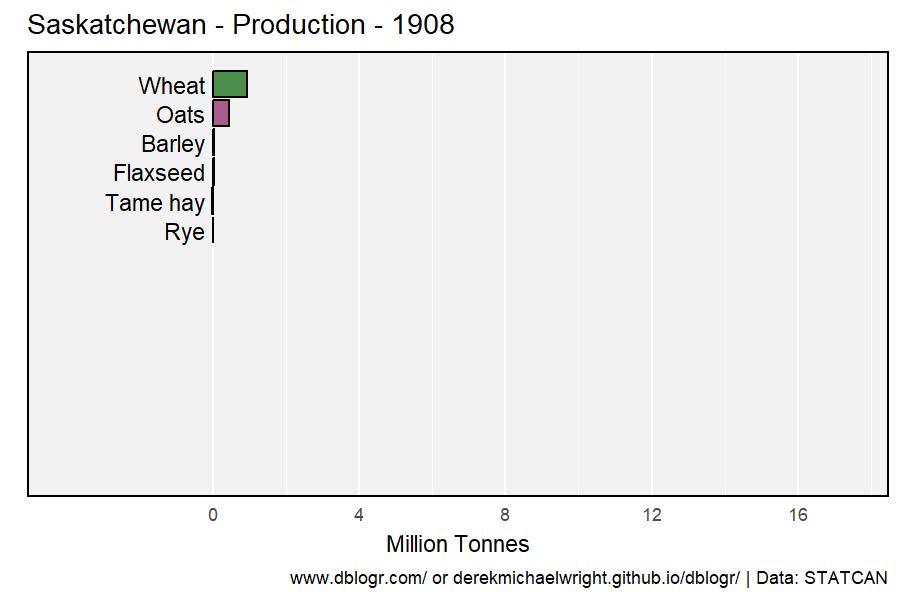 Saskatchewan - Production - 1908
Wheat
Oats
Barley
Flaxseed
Tame hay
Rye
0 4 8 12 16
Million Tonnes
www.dblogr.com/ or derekmichaelwright.github.io/dblogr/ | Data: STATCAN